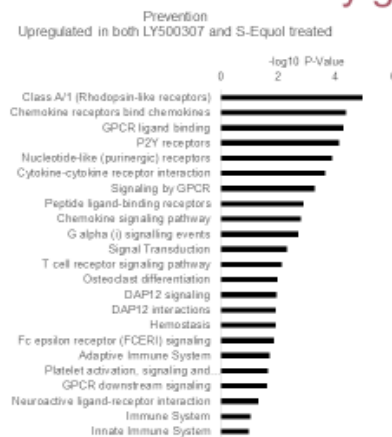 Prevention
Upregulated in both LY500307 and S-Equol treated
-log10 P-Value
0 2 4
Class A/1 (Rhodopsin-like receptors)
Chemokine receptors bind chemokines
GPCR ligand binding
P2Y receptors
Nucleotide-like (purinergic) receptors
Cytokine-cytokine receptor interaction
Signaling by GPCR
Peptide ligand-binding receptors
Chemokine signaling pathway
G alpha (i) signalling events
Signal Transduction
T cell receptor signaling pathway
Osteoclast differentiation
DAP12 signaling
DAP12 interactions
Hemostasis
Fc epsilon receptor (FCERI) signaling
Adaptive Immune System
Platelet activation, signaling and...
GPCR downstream signaling
Neuroactive ligand-receptor interaction
Immune System
Innate Immune System